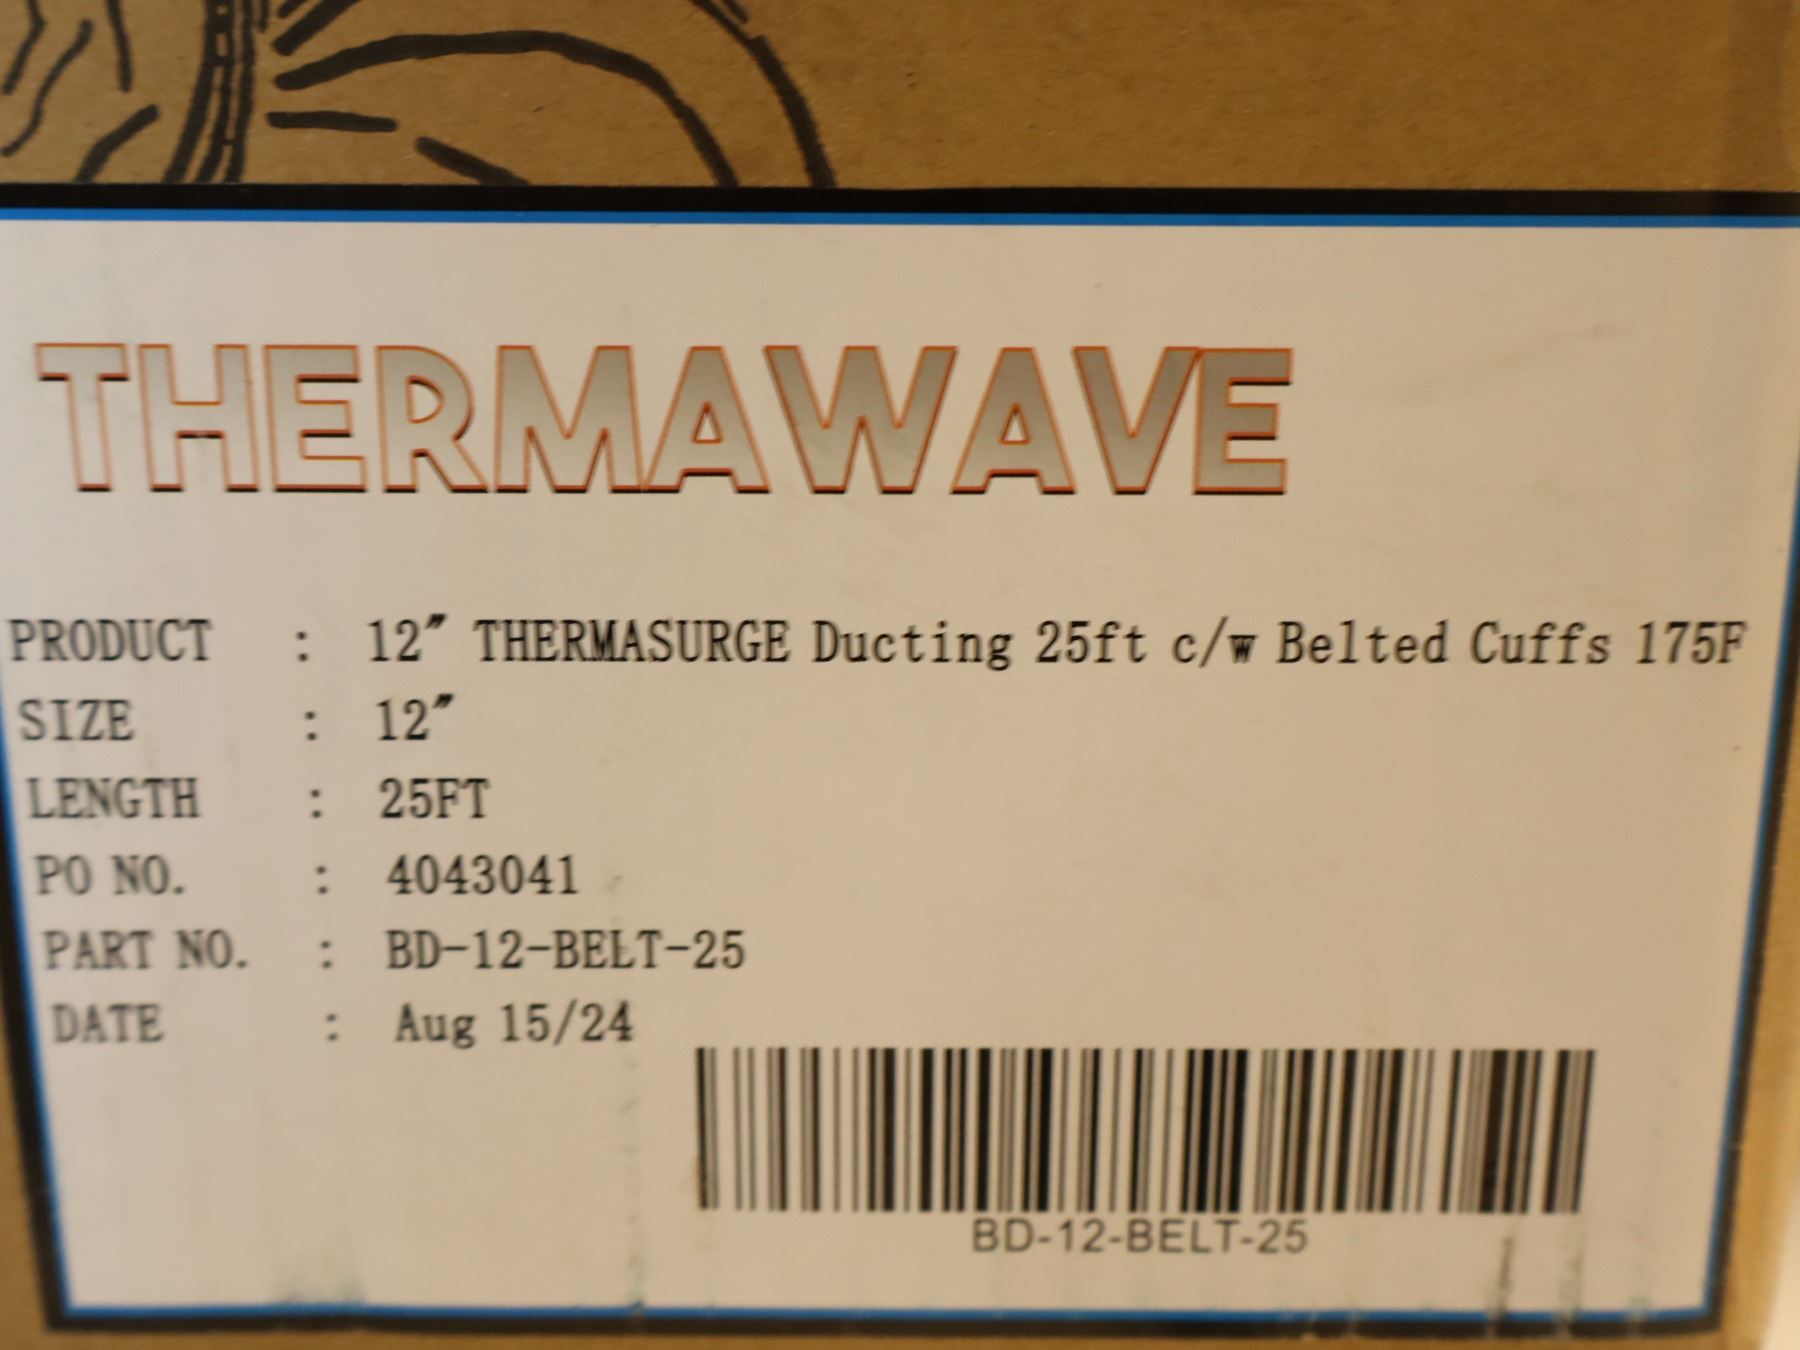 THERMAWAVE
PRODUCT : 12″ THERMASURGE Ducting 25ft c/w Belted Cuffs 175F
SIZE : 12″
LENGTH : 25FT
PO NO. : 4043041
PART NO. : BD-12-BELT-25
DATE : Aug 15/24
BD-12-BELT-25